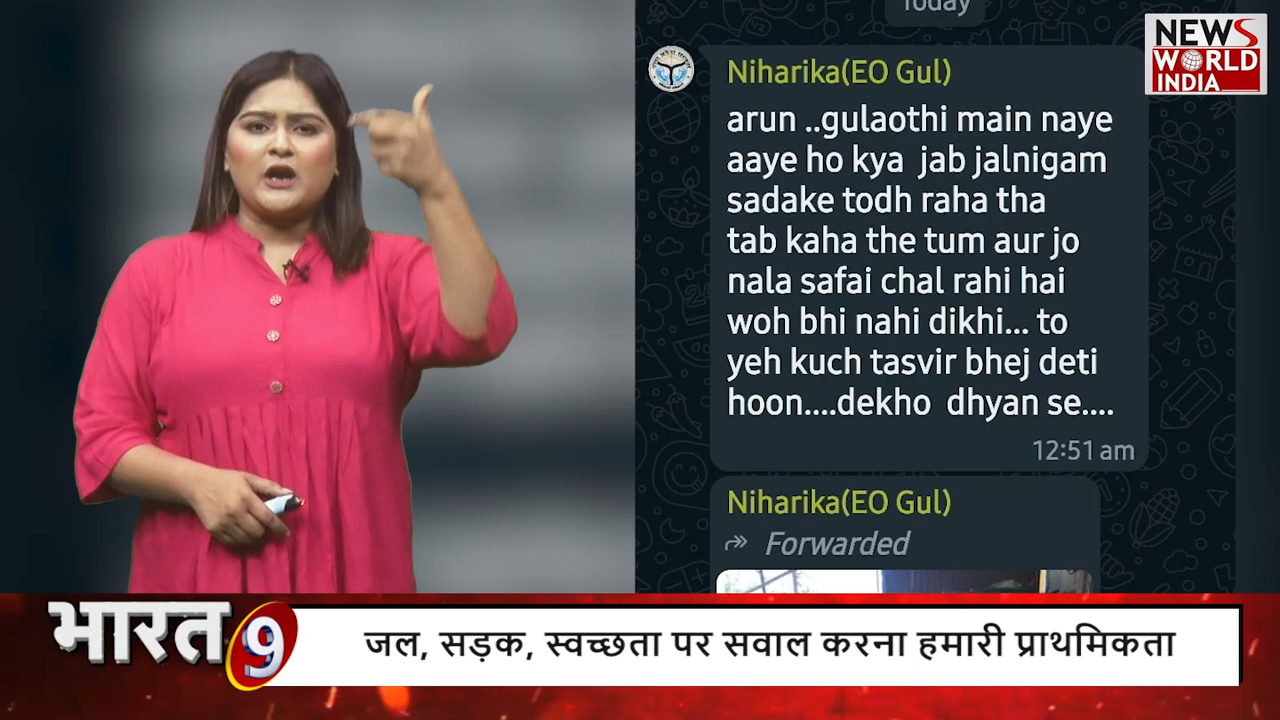 Today
NEWS
WORLD
INDIA
Niharika(EO Gul)
arun ..gulaothi main naye
aaye ho kya jab jalnigam
sadake todh raha tha
tab kaha the tum aur jo
nala safai chal rahi hai
woh bhi nahi dikhi... to
yeh kuch tasvir bhej deti
hoon....dekho dhyan se....
12:51 am
Niharika(EO Gul)
Forwarded
भारत 9
जल, सड़क, स्वच्छता पर सवाल करना हमारी प्राथमिकता